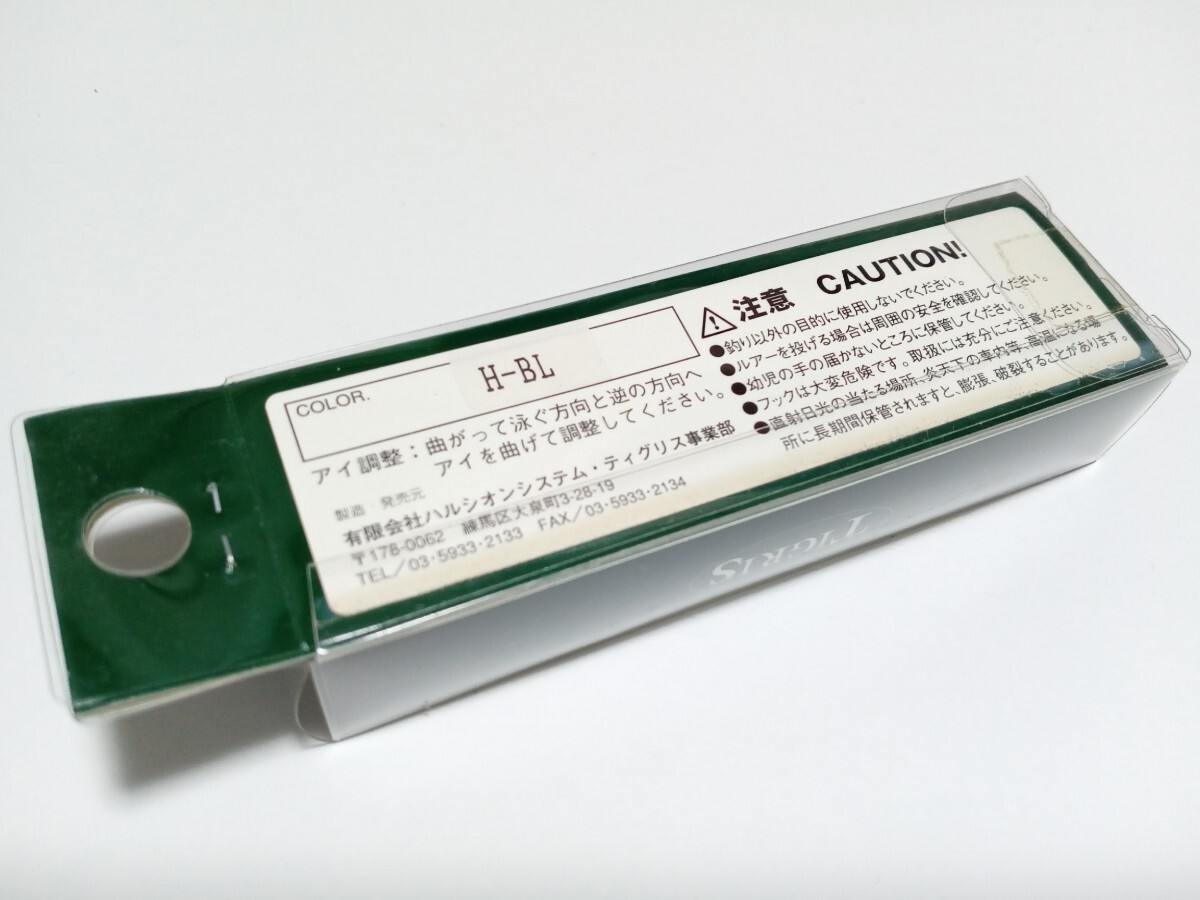 COLOR.
H-BL
アイ調整：曲がって泳ぐ方向と逆の方向へ
アイを曲げて調整してください。
製造・発売元
有限会社ハルシオンシステム・ティグリス事業部
〒178-0062 練馬区大泉町3-28-19
TEL／03・5933・2133 FAX／03・5933・2134
注意 CAUTION!
●釣り以外の目的に使用しないでください。
●ルアーを投げる場合は周囲の安全を確認してください。
●幼児の手の届かないところに保管してください。
●フックは大変危険です。取扱には充分にご注意ください。
●直射日光の当たる場所、炎天下の車内等、高温になる場
所に長期間保管されますと、膨張、破裂することがあります。
TIGRIS